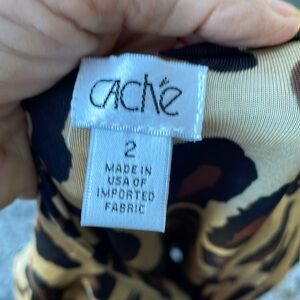 CAChé
2
MADE IN
USA OF
IMPORTED
FABRIC